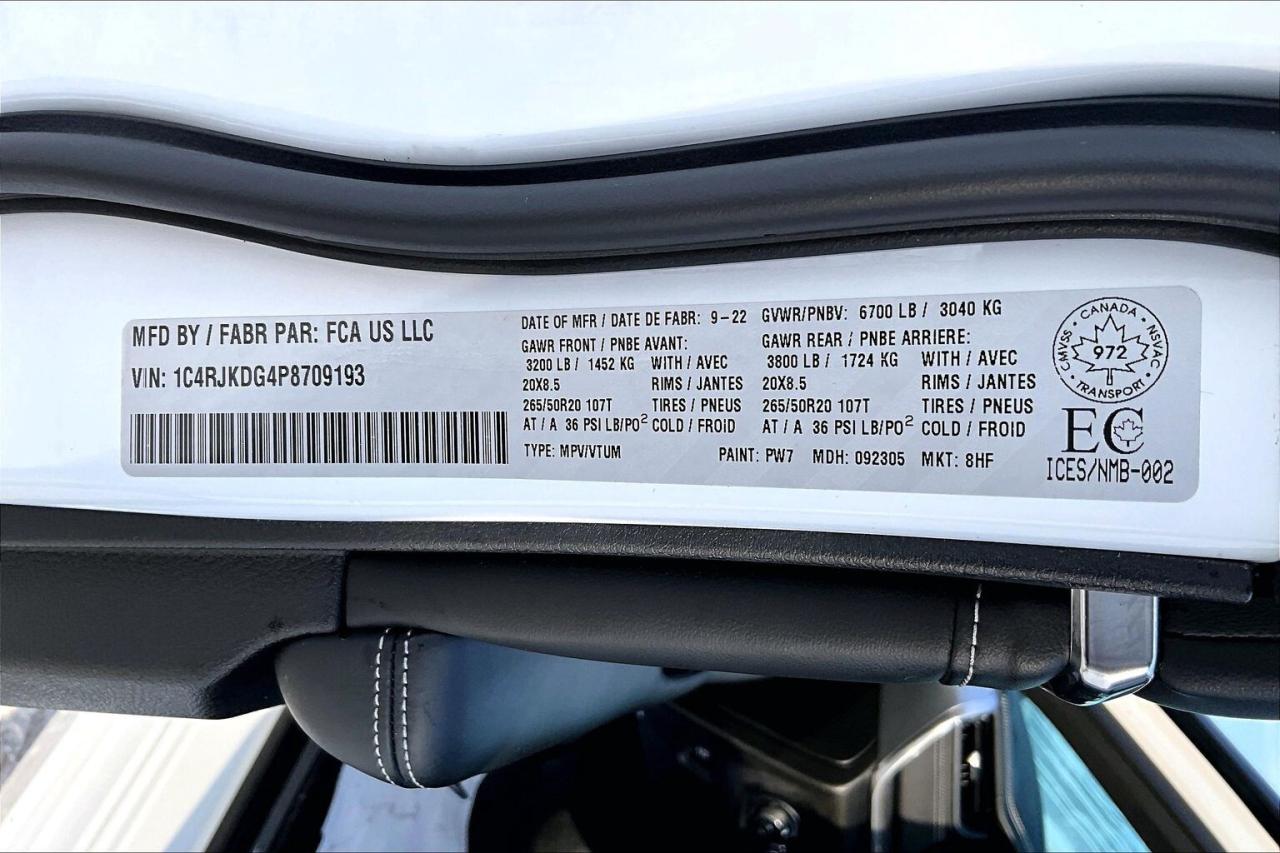 MFD BY / FABR PAR: FCA US LLC
VIN: 1C4RJKDG4P8709193
DATE OF MFR / DATE DE FABR: 9-22 GVWR/PNBV: 6700 LB / 3040 KG
GAWR FRONT / PNBE AVANT: GAWR REAR / PNBE ARRIERE:
3200 LB / 1452 KG WITH / AVEC 3800 LB / 1724 KG WITH / AVEC
20X8.5 RIMS / JANTES 20X8.5 RIMS / JANTES
265/50R20 107T TIRES / PNEUS 265/50R20 107T TIRES / PNEUS
AT / A 36 PSI LB/PO² COLD / FROID AT / A 36 PSI LB/PO² COLD / FROID
TYPE: MPV/VTUM PAINT: PW7 MDH: 092305 MKT: 8HF
CMVSS • CANADA • NSVAC • TRANSPORT •
972
EC
ICES/NMB-002